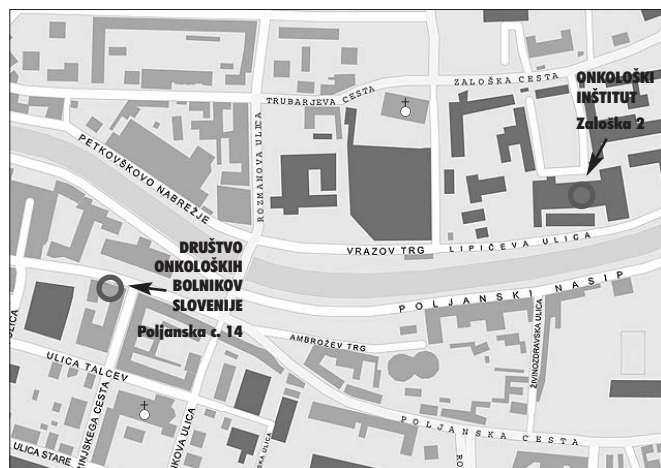 ONKOLOŠKI
INŠTITUT
Zaloška 2
ZALOŠKA CESTA
TRUBARJEVA CESTA
ROZMANOVA ULICA
PETKOVŠKOVO NABREŽJE
VRAZOV TRG
LIPIČEVA ULICA
DRUŠTVO
ONKOLOŠKIH
BOLNIKOV
SLOVENIJE
Poljanska c. 14
POLJANSKI NASIP
AMBROŽEV TRG
ŽIVINOZDRAVSKA ULICA
ULICA TALCEV
POLJANSKA CESTA
ULICA STARE